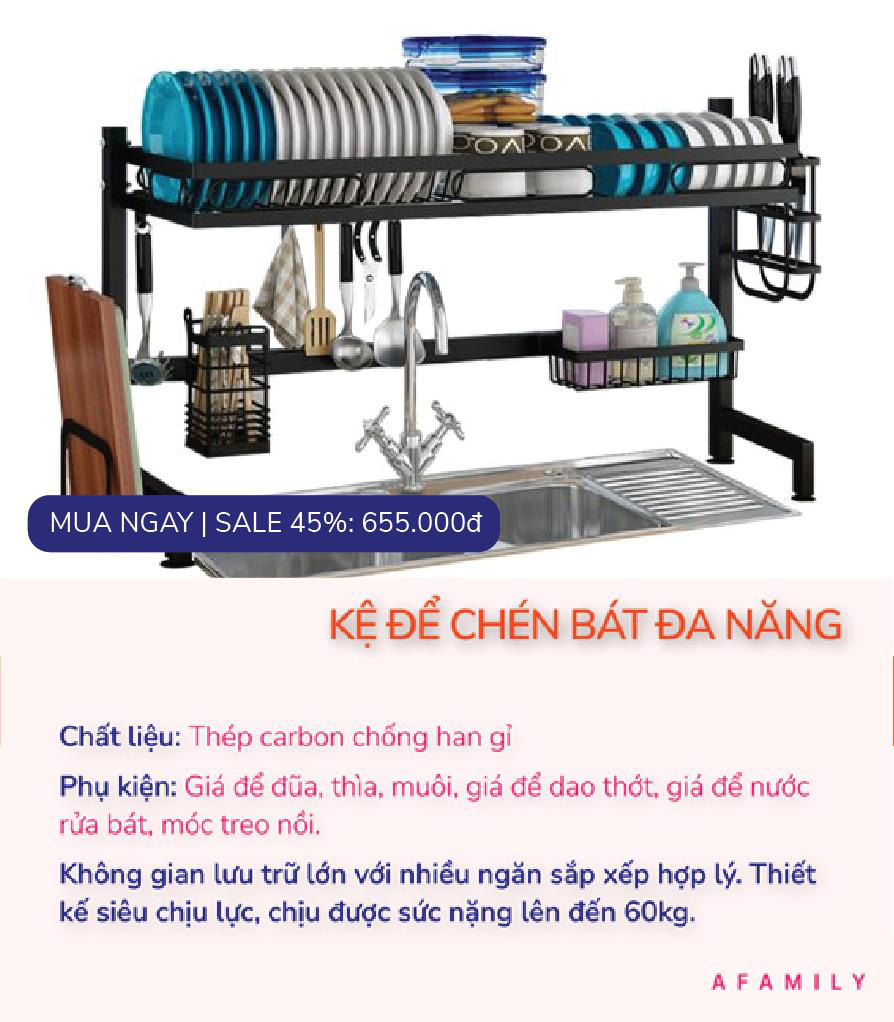 MUA NGAY | SALE 45%: 655.000đ
KỆ ĐỂ CHÉN BÁT ĐA NĂNG
Chất liệu: Thép carbon chống han gỉ
Phụ kiện: Giá để đũa, thìa, muôi, giá để dao thớt, giá để nước
rửa bát, móc treo nồi.
Không gian lưu trữ lớn với nhiều ngăn sắp xếp hợp lý. Thiết
kế siêu chịu lực, chịu được sức nặng lên đến 60kg.
AFAMILY